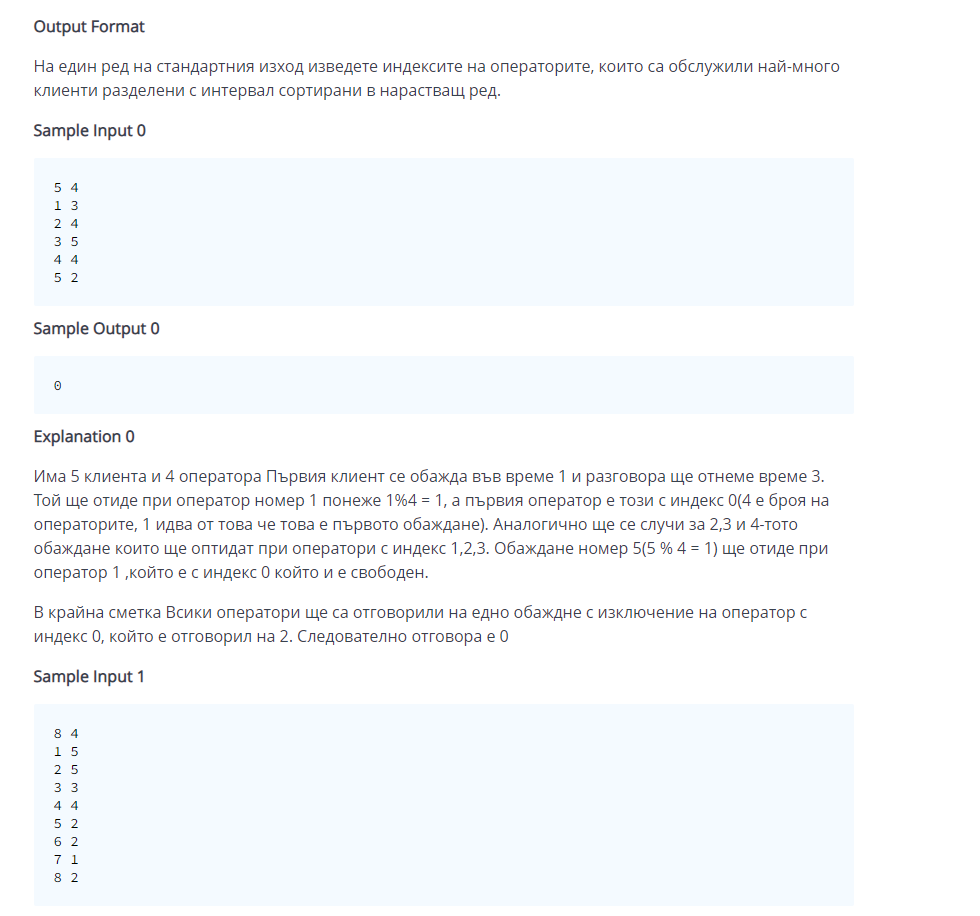 Output Format
На един ред на стандартния изход изведете индексите на операторите, които са обслужили най-много
клиенти разделени с интервал сортирани в нарастващ ред.
Sample Input 0
5 4
1 3
2 4
3 5
4 4
5 2
Sample Output 0
0
Explanation 0
Има 5 клиента и 4 оператора Първия клиент се обажда във време 1 и разговора ще отнеме време 3.
Той ще отиде при оператор номер 1 понеже 1%4 = 1, а първия оператор е този с индекс 0(4 е броя на
операторите, 1 идва от това че това е първото обаждане). Аналогично ще се случи за 2,3 и 4-тото
обаждане които ще оптидат при оператори с индекс 1,2,3. Обаждане номер 5(5 % 4 = 1) ще отиде при
оператор 1 ,който е с индекс 0 който и е свободен.
В крайна сметка Всики оператори ще са отговорили на едно обаждне с изключение на оператор с
индекс 0, който е отговорил на 2. Следователно отговора е 0
Sample Input 1
8 4
1 5
2 5
3 3
4 4
5 2
6 2
7 1
8 2